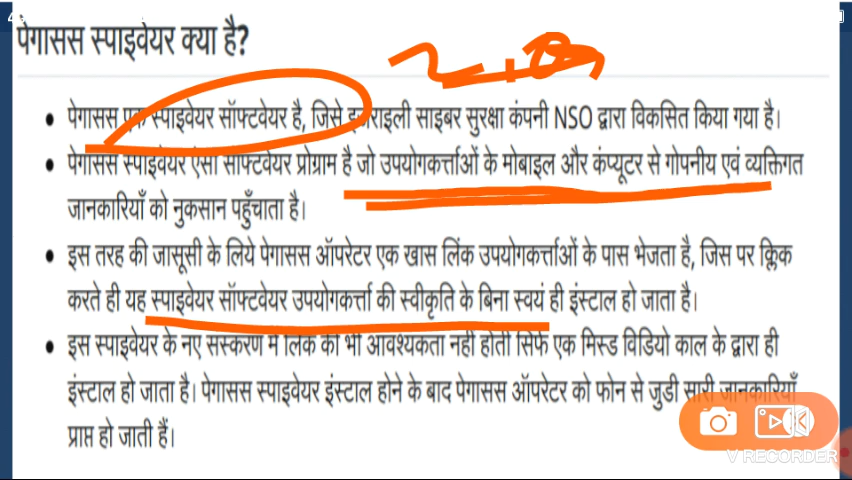 पेगासस स्पाइवेयर क्या है?
पेगासस एक स्पाइवेयर सॉफ्टवेयर है, जिसे इजराइली साइबर सुरक्षा कंपनी NSO द्वारा विकसित किया गया है।
पेगासस स्पाइवेयर ऐसा सॉफ्टवेयर प्रोग्राम है जो उपयोगकर्त्ताओं के मोबाइल और कंप्यूटर से गोपनीय एवं व्यक्तिगत
जानकारियाँ को नुकसान पहुँचाता है।
इस तरह की जासूसी के लिये पेगासस ऑपरेटर एक खास लिंक उपयोगकर्त्ताओं के पास भेजता है, जिस पर क्लिक
करते ही यह स्पाइवेयर सॉफ्टवेयर उपयोगकर्त्ता की स्वीकृति के बिना स्वयं ही इंस्टाल हो जाता है।
इस स्पाइवेयर के नए संस्करण में लिंक की भी आवश्यकता नहीं होती सिर्फ एक मिस्ड विडियो काल के द्वारा ही
इंस्टाल हो जाता है। पेगासस स्पाइवेयर इंस्टाल होने के बाद पेगासस ऑपरेटर को फोन से जुडी सारी जानकारियाँ
प्राप्त हो जाती हैं।
V RECORDER